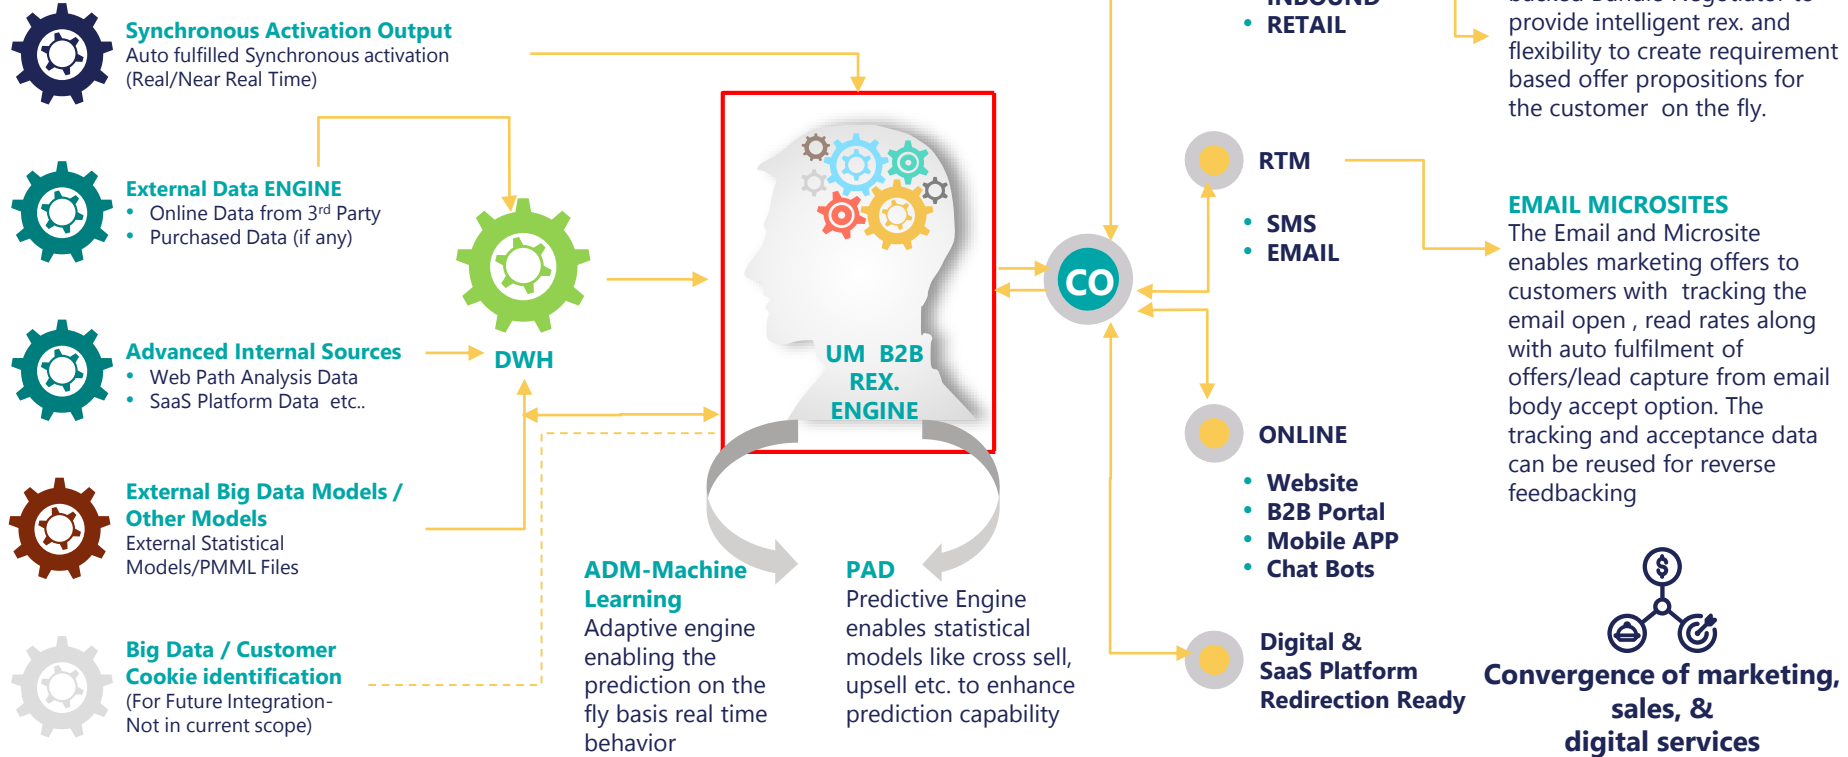 Synchronous Activation Output
Auto fulfilled Synchronous activation
(Real/Near Real Time)
External Data ENGINE
• Online Data from 3rd Party
• Purchased Data (if any)
Advanced Internal Sources
• Web Path Analysis Data
• SaaS Platform Data etc..
External Big Data Models /
Other Models
External Statistical
Models/PMML Files
Big Data / Customer
Cookie identification
(For Future Integration-
Not in current scope)
DWH
UM B2B
REX.
ENGINE
ADM-Machine
Learning
Adaptive engine
enabling the
prediction on the
fly basis real time
behavior
PAD
Predictive Engine
enables statistical
models like cross sell,
upsell etc. to enhance
prediction capability
CO
INBOUND
• RETAIL
RTM
• SMS
• EMAIL
ONLINE
• Website
• B2B Portal
• Mobile APP
• Chat Bots
Digital &
SaaS Platform
Redirection Ready
backed Bundle Negotiator to
provide intelligent rex. and
flexibility to create requirement
based offer propositions for
the customer on the fly.
EMAIL MICROSITES
The Email and Microsite
enables marketing offers to
customers with tracking the
email open , read rates along
with auto fulfilment of
offers/lead capture from email
body accept option. The
tracking and acceptance data
can be reused for reverse
feedbacking
$
Convergence of marketing,
sales, &
digital services